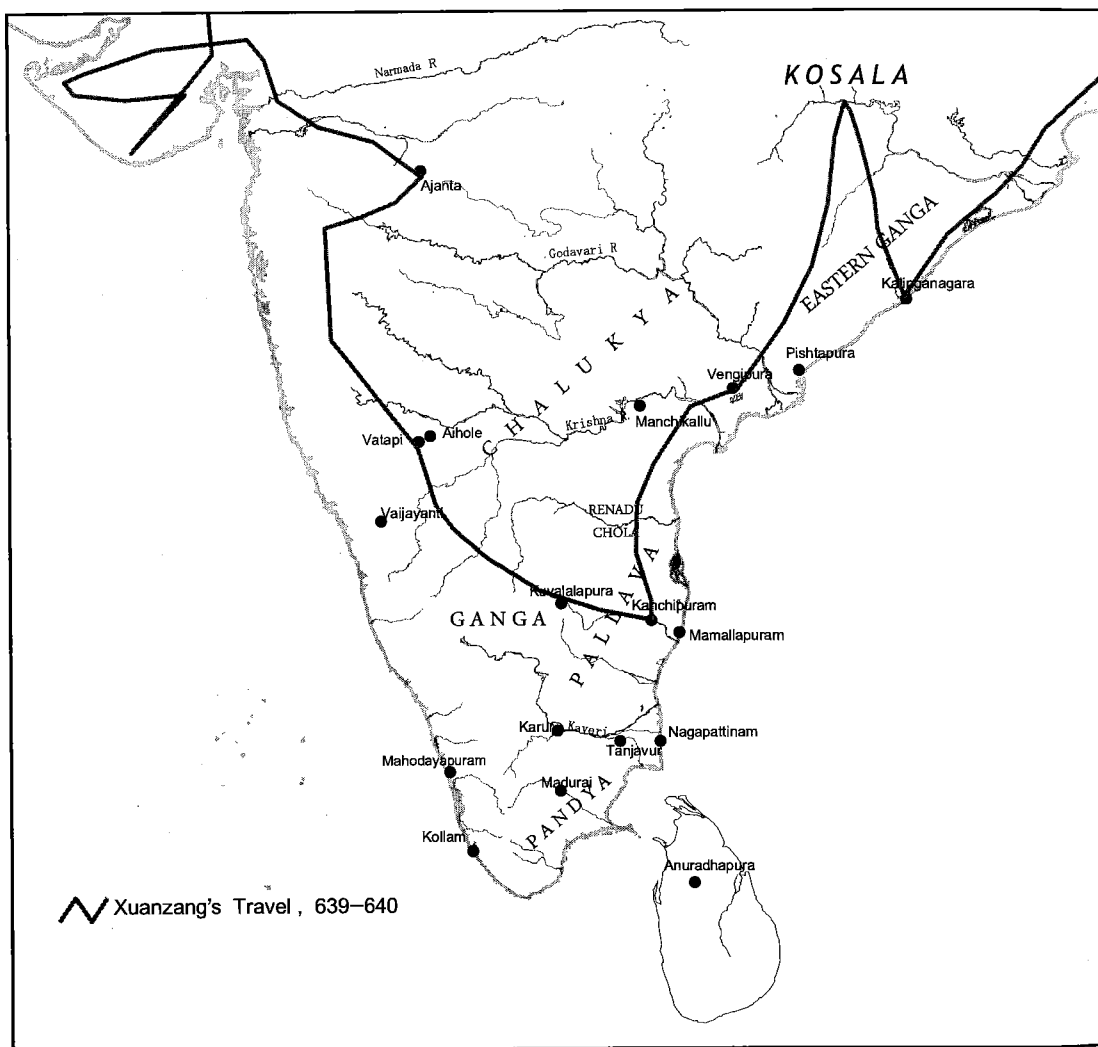 Narmada R
KOSALA
Ajanta
Godavari R
EASTERN GANGA
Kalinganagara
CHALUKYA
Pishtapura
Vengipura
Krishna R.
Manchikallu
Vatapi
Aihole
Vaijayanti
RENADU
CHOLA
Kuvalalapura
GANGA
PALLAVA
Kanchipuram
Mamallapuram
Karur
Kaveri
Tanjavur
Nagapattinam
Mahodayapuram
Madurai
PANDYA
Kollam
Anuradhapura
Xuanzang's Travel , 639–640